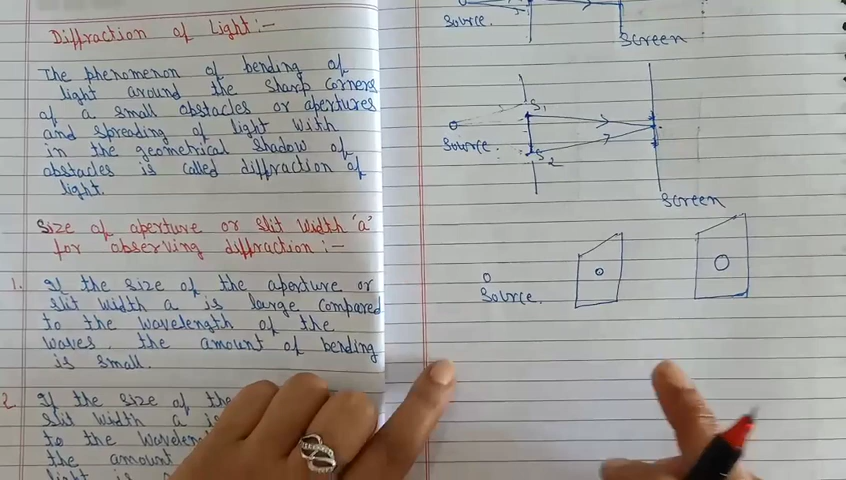 Diffraction of Light:-
The phenomenon of bending of
light around the sharp corners
of a small obstacles or apertures
and spreading of light with
in the geometrical shadow of
obstacles is called diffraction of
light.
Size of aperture or slit width 'a'
for observing diffraction:-
1. If the size of the aperture or
slit width a is large compared
to the wavelength of the
waves, the amount of bending
is small.
2. If the size of the
slit width a is
to the wavelen
the amount
light is
Source.
Screen
S1
Source.
S2
Screen
Source.